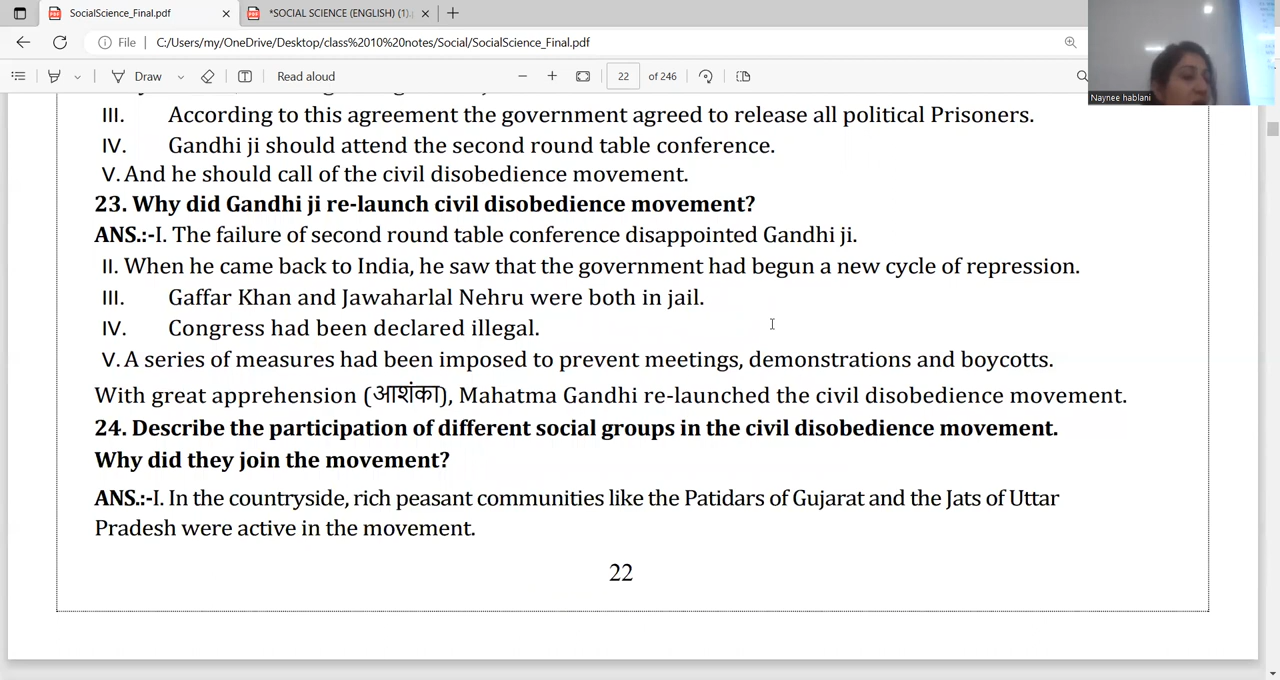 SocialScience_Final.pdf
*SOCIAL SCIENCE (ENGLISH) (1).p
File C:/Users/my/OneDrive/Desktop/class%2010%20notes/Social/SocialScience_Final.pdf
Draw Read aloud 22 of 246
Naynee hablani
III. According to this agreement the government agreed to release all political Prisoners.
IV. Gandhi ji should attend the second round table conference.
V. And he should call of the civil disobedience movement.
23. Why did Gandhi ji re-launch civil disobedience movement?
ANS.:-I. The failure of second round table conference disappointed Gandhi ji.
II. When he came back to India, he saw that the government had begun a new cycle of repression.
III. Gaffar Khan and Jawaharlal Nehru were both in jail.
IV. Congress had been declared illegal.
V. A series of measures had been imposed to prevent meetings, demonstrations and boycotts.
With great apprehension (आशंका), Mahatma Gandhi re-launched the civil disobedience movement.
24. Describe the participation of different social groups in the civil disobedience movement.
Why did they join the movement?
ANS.:-I. In the countryside, rich peasant communities like the Patidars of Gujarat and the Jats of Uttar
Pradesh were active in the movement.
22